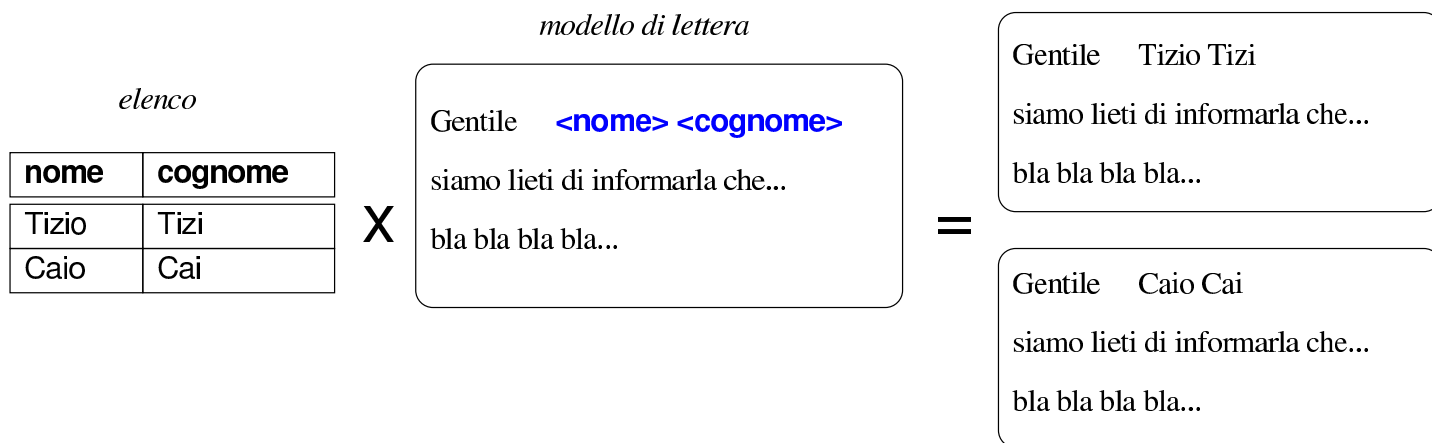 elenco
nome cognome
Tizio Tizi
Caio Cai
X
modello di lettera
Gentile <nome> <cognome>
siamo lieti di informarla che...
bla bla bla bla...
=
Gentile Tizio Tizi
siamo lieti di informarla che...
bla bla bla bla...
Gentile Caio Cai
siamo lieti di informarla che...
bla bla bla bla...